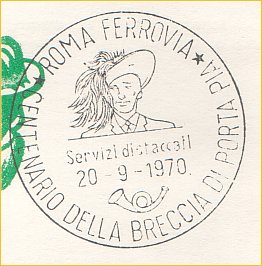 ROMA FERROVIA
CENTENARIO DELLA BRECCIA DI PORTA PIA
Servizi distaccati
20-9-1970.